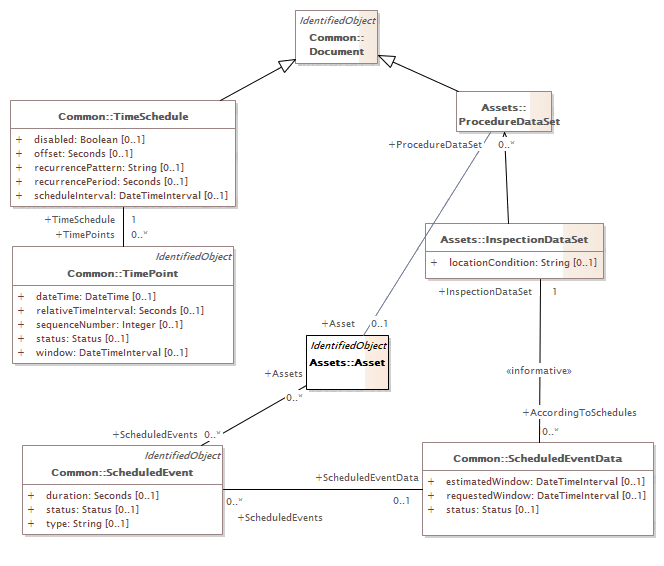 IdentifiedObject
Common::
Document
Common::TimeSchedule
+ disabled: Boolean [0..1]
+ offset: Seconds [0..1]
+ recurrencePattern: String [0..1]
+ recurrencePeriod: Seconds [0..1]
+ scheduleInterval: DateTimeInterval [0..1]
Assets::
ProcedureDataSet
+ProcedureDataSet 0..*
+TimeSchedule 1
+TimePoints 0..*
Assets::InspectionDataSet
+ locationCondition: String [0..1]
IdentifiedObject
Common::TimePoint
+ dateTime: DateTime [0..1]
+ relativeTimeInterval: Seconds [0..1]
+ sequenceNumber: Integer [0..1]
+ status: Status [0..1]
+ window: DateTimeInterval [0..1]
+InspectionDataSet 1
+Asset 0..1
IdentifiedObject
Assets::Asset
+Assets
0..*
«informative»
+AccordingToSchedules
0..*
+ScheduledEvents 0..*
IdentifiedObject
Common::ScheduledEvent
+ duration: Seconds [0..1]
+ status: Status [0..1]
+ type: String [0..1]
Common::ScheduledEventData
+ estimatedWindow: DateTimeInterval [0..1]
+ requestedWindow: DateTimeInterval [0..1]
+ status: Status [0..1]
+ScheduledEventData
0..* 0..1
+ScheduledEvents